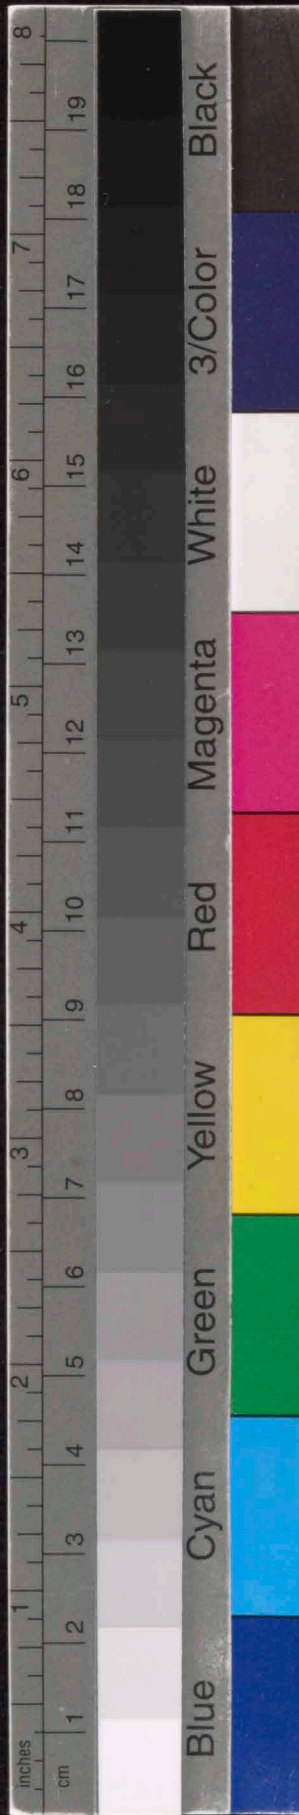 inches 1 2 3 4 5 6 7 8
cm 1 2 3 4 5 6 7 8 9 10 11 12 13 14 15 16 17 18 19
Blue Cyan Green Yellow Red Magenta White 3/Color Black